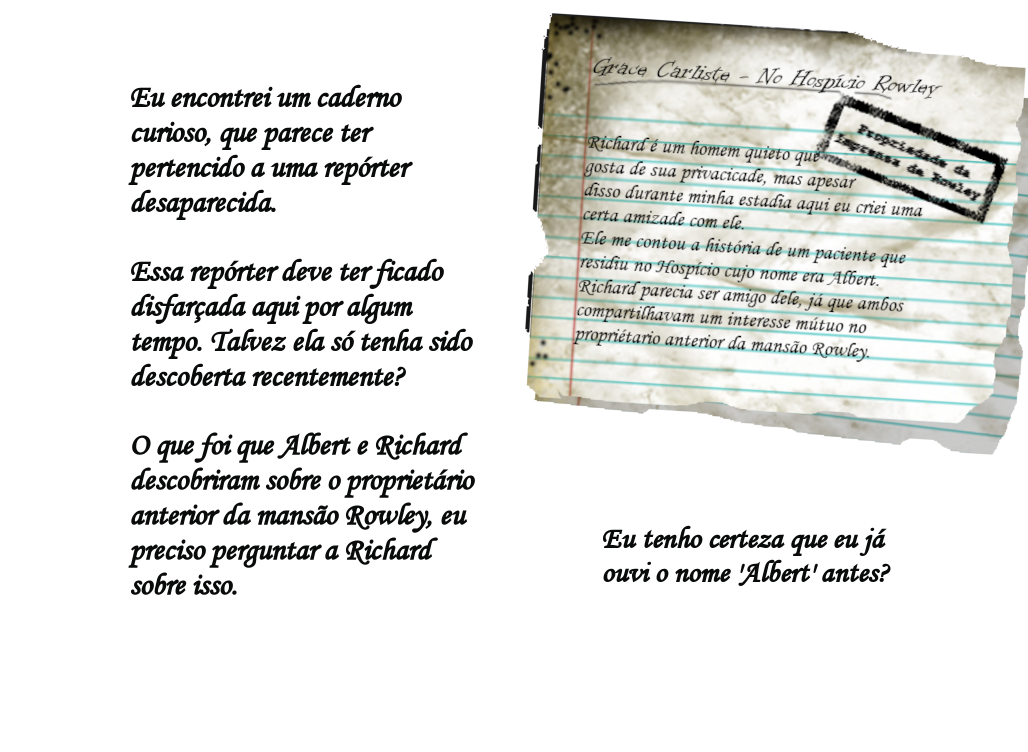 Eu encontrei um caderno
curioso, que parece ter
pertencido a uma repórter
desaparecida.
Essa repórter deve ter ficado
disfarçada aqui por algum
tempo. Talvez ela só tenha sido
descoberta recentemente?
O que foi que Albert e Richard
descobriram sobre o proprietário
anterior da mansão Rowley, eu
preciso perguntar a Richard
sobre isso.
Grace Carliste - No Hospício Rowley
Propriedade da
Imprensa de Rowley
Richard é um homem quieto que
gosta de sua privacicade, mas apesar
disso durante minha estadia aqui eu criei uma
certa amizade com ele.
Ele me contou a história de um paciente que
residiu no Hospício cujo nome era Albert.
Richard parecia ser amigo dele, já que ambos
compartilhavam um interesse mútuo no
propriétario anterior da mansão Rowley.
Eu tenho certeza que eu já
ouvi o nome 'Albert' antes?